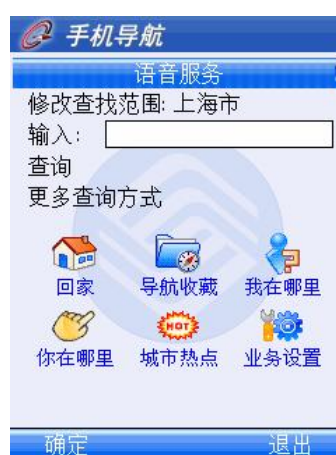 手机导航
语音服务
修改查找范围: 上海市
输入:
查询
更多查询方式
回家 导航收藏 我在哪里
HOT
你在哪里 城市热点 业务设置
确定 退出